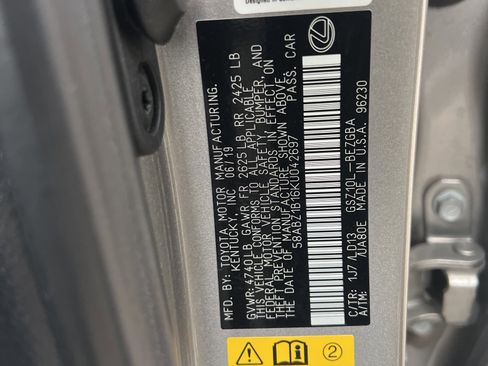 MFD. BY: TOYOTA MOTOR MANUFACTURING,
KENTUCKY, INC 06/19
GVWR: 4740LB GAWR FR 2625 LB RR 2425 LB
THIS VEHICLE CONFORMS TO ALL APPLICABLE
FEDERAL MOTOR VEHICLE SAFETY, BUMPER, AND
THEFT PREVENTION STANDARDS IN EFFECT ON
THE DATE OF MANUFACTURE SHOWN ABOVE.
58ABZ1B16KU042697 PASS. CAR
C/TR: 1J7 /LD13 GSZ10L-BEZGBA
A/TM: /UA80E MADE IN U.S.A. 96230
2